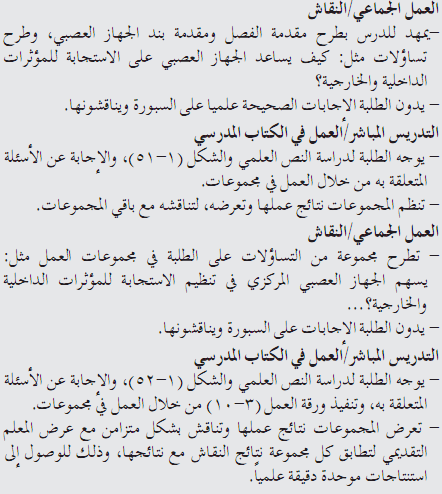 العمل الجماعي/النقاش
–يمهد للدرس بطرح مقدمة الفصل ومقدمة بند الجهاز العصبي، وطرح
تساؤلات مثل: كيف يساعد الجهاز العصبي على الاستجابة للمؤثرات
الداخلية والخارجية؟
– يدون الطلبة الاجابات الصحيحة علميا على السبورة ويناقشونها.
التدريس المباشر/العمل في الكتاب المدرسي
– يوجه الطلبة لدراسة النص العلمي والشكل (١–٥١)، والاجابة عن الأسئلة
المتعلقة به من خلال العمل في مجموعات.
– تنظم المجموعات نتائج عملها وتعرضه، لتناقشه مع باقي المجموعات.
العمل الجماعي/النقاش
– تطرح مجموعة من التساؤلات على الطلبة في مجموعات العمل مثل:
يسهم الجهاز العصبي المركزي في تنظيم الاستجابة للمؤثرات الداخلية
والخارجية؟...
– يدون الطلبة الاجابات على السبورة ويناقشونها.
التدريس المباشر/العمل في الكتاب المدرسي
– يوجه الطلبة لدراسة النص العلمي والشكل (١–٥٢)، والاجابة عن الأسئلة
المتعلقة به، وتنفيذ ورقة العمل (٣–١٠) من خلال العمل في مجموعات.
– تعرض المجموعات نتائج عملها وتناقش بشكل متزامن مع عرض المعلم
التقديمي لتطابق كل مجموعة نتائج النقاش مع نتائجها، وذلك للوصول إلى
استنتاجات موحدة دقيقة علمياً.